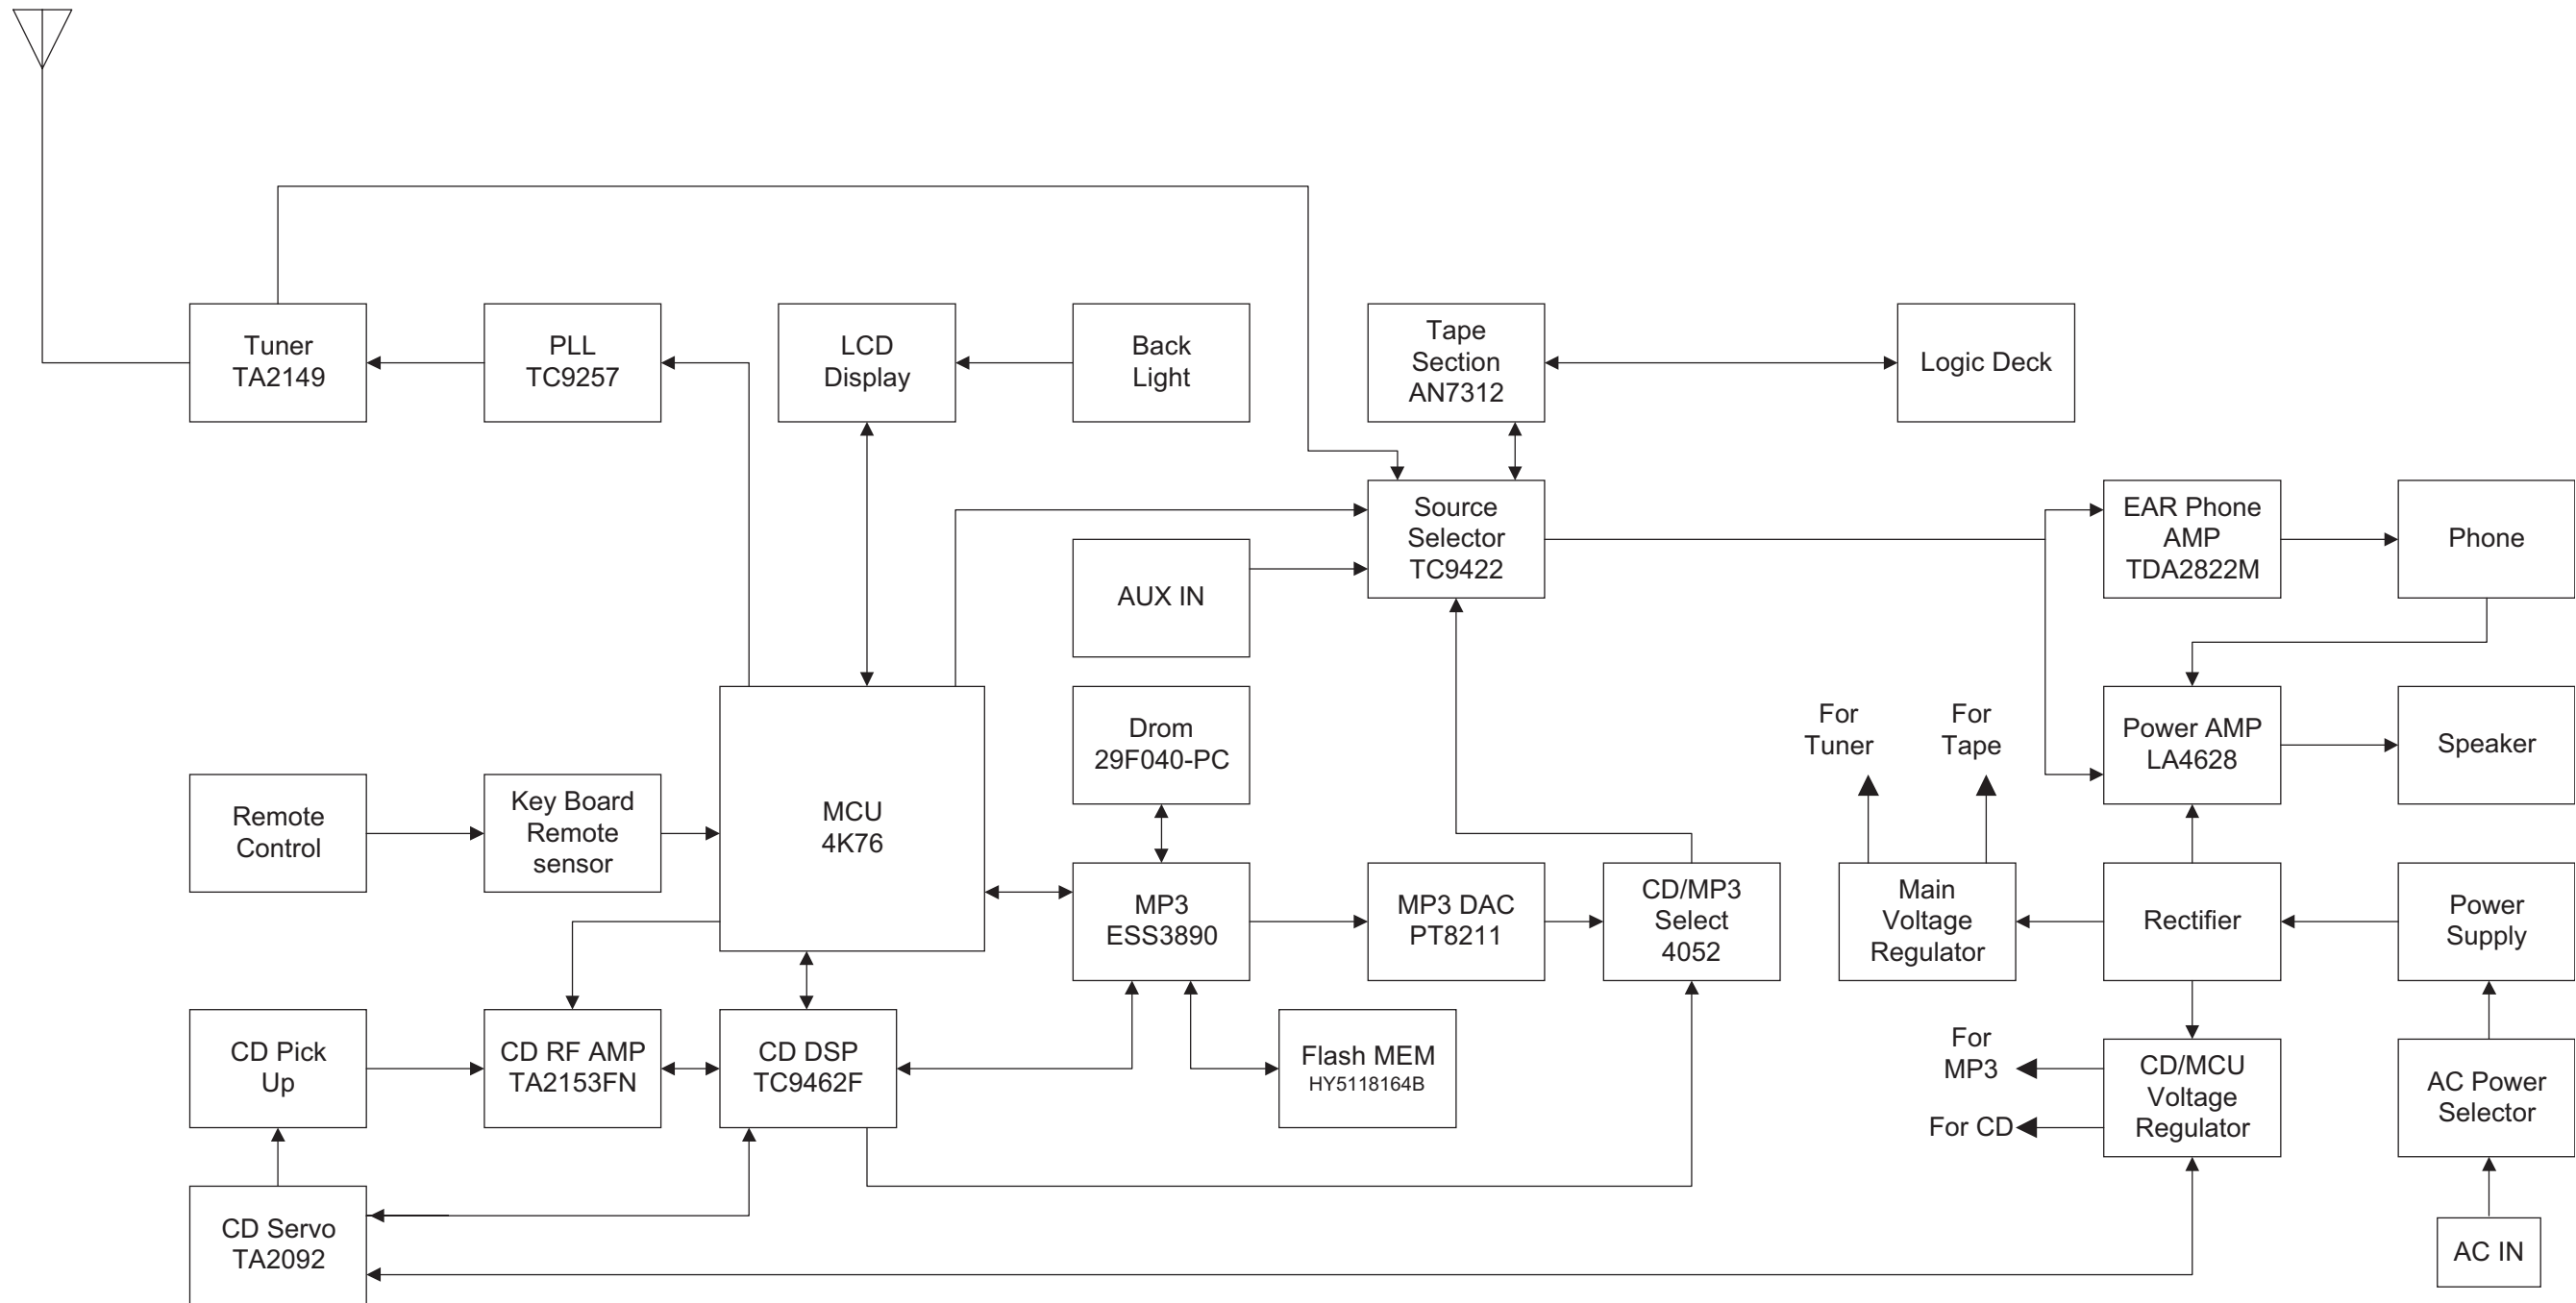 Tuner
TA2149
PLL
TC9257
LCD
Display
Back
Light
Tape
Section
AN7312
Logic Deck
Source
Selector
TC9422
EAR Phone
AMP
TDA2822M
Phone
AUX IN
Drom
29F040-PC
For
Tuner
For
Tape
Power AMP
LA4628
Speaker
Remote
Control
Key Board
Remote
sensor
MCU
4K76
MP3
ESS3890
MP3 DAC
PT8211
CD/MP3
Select
4052
Main
Voltage
Regulator
Rectifier
Power
Supply
CD Pick
Up
CD RF AMP
TA2153FN
CD DSP
TC9462F
Flash MEM
HY5118164B
For
MP3
For CD
CD/MCU
Voltage
Regulator
AC Power
Selector
CD Servo
TA2092
AC IN